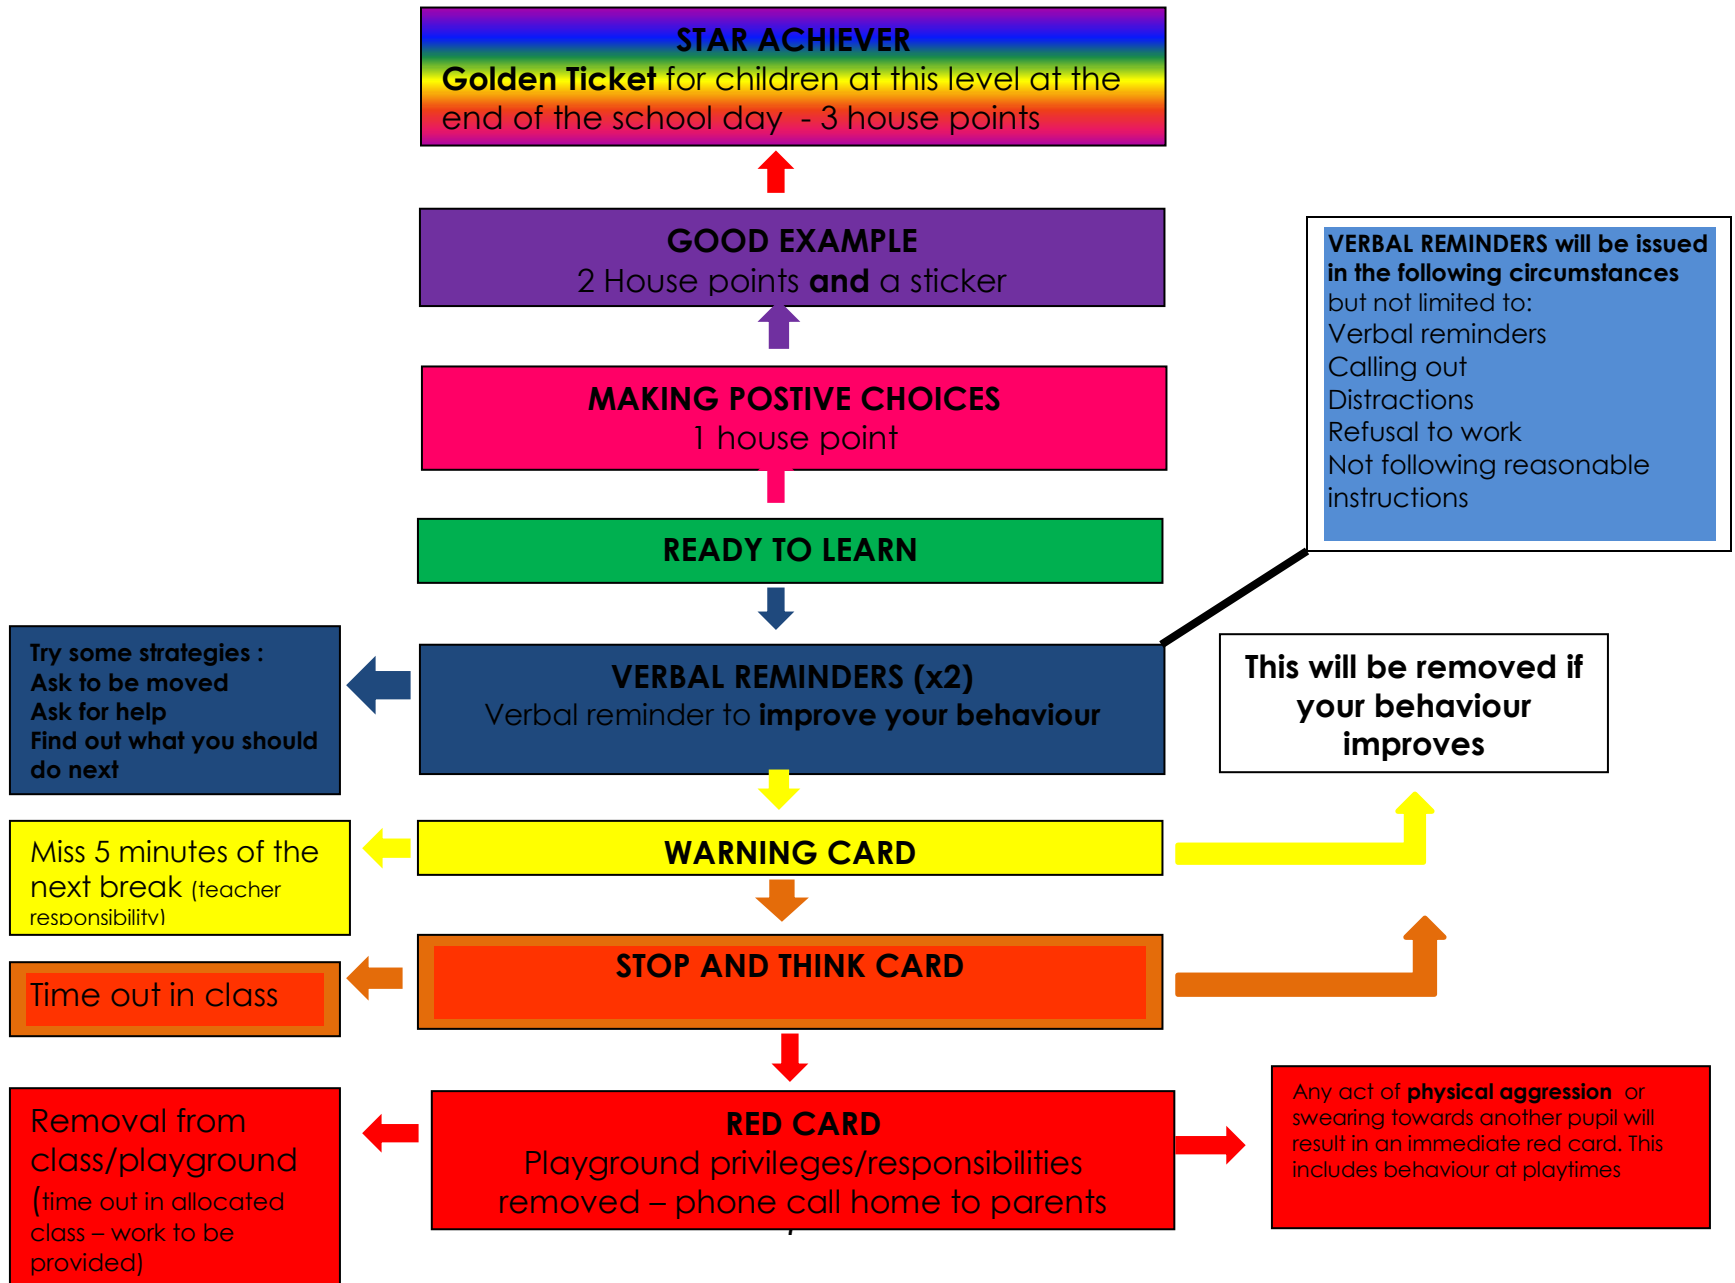 STAR ACHIEVER
Golden Ticket for children at this level at the
end of the school day - 3 house points
GOOD EXAMPLE
2 House points and a sticker
VERBAL REMINDERS will be issued
in the following circumstances
but not limited to:
Verbal reminders
Calling out
Distractions
Refusal to work
Not following reasonable
instructions
MAKING POSTIVE CHOICES
1 house point
READY TO LEARN
Try some strategies :
Ask to be moved
Ask for help
Find out what you should
do next
VERBAL REMINDERS (x2)
Verbal reminder to improve your behaviour
This will be removed if
your behaviour
improves
Miss 5 minutes of the
next break (teacher
responsibility)
WARNING CARD
Time out in class
STOP AND THINK CARD
Removal from
class/playground
(time out in allocated
class – work to be
provided)
RED CARD
Playground privileges/responsibilities
removed – phone call home to parents
Any act of physical aggression or
swearing towards another pupil will
result in an immediate red card. This
includes behaviour at playtimes